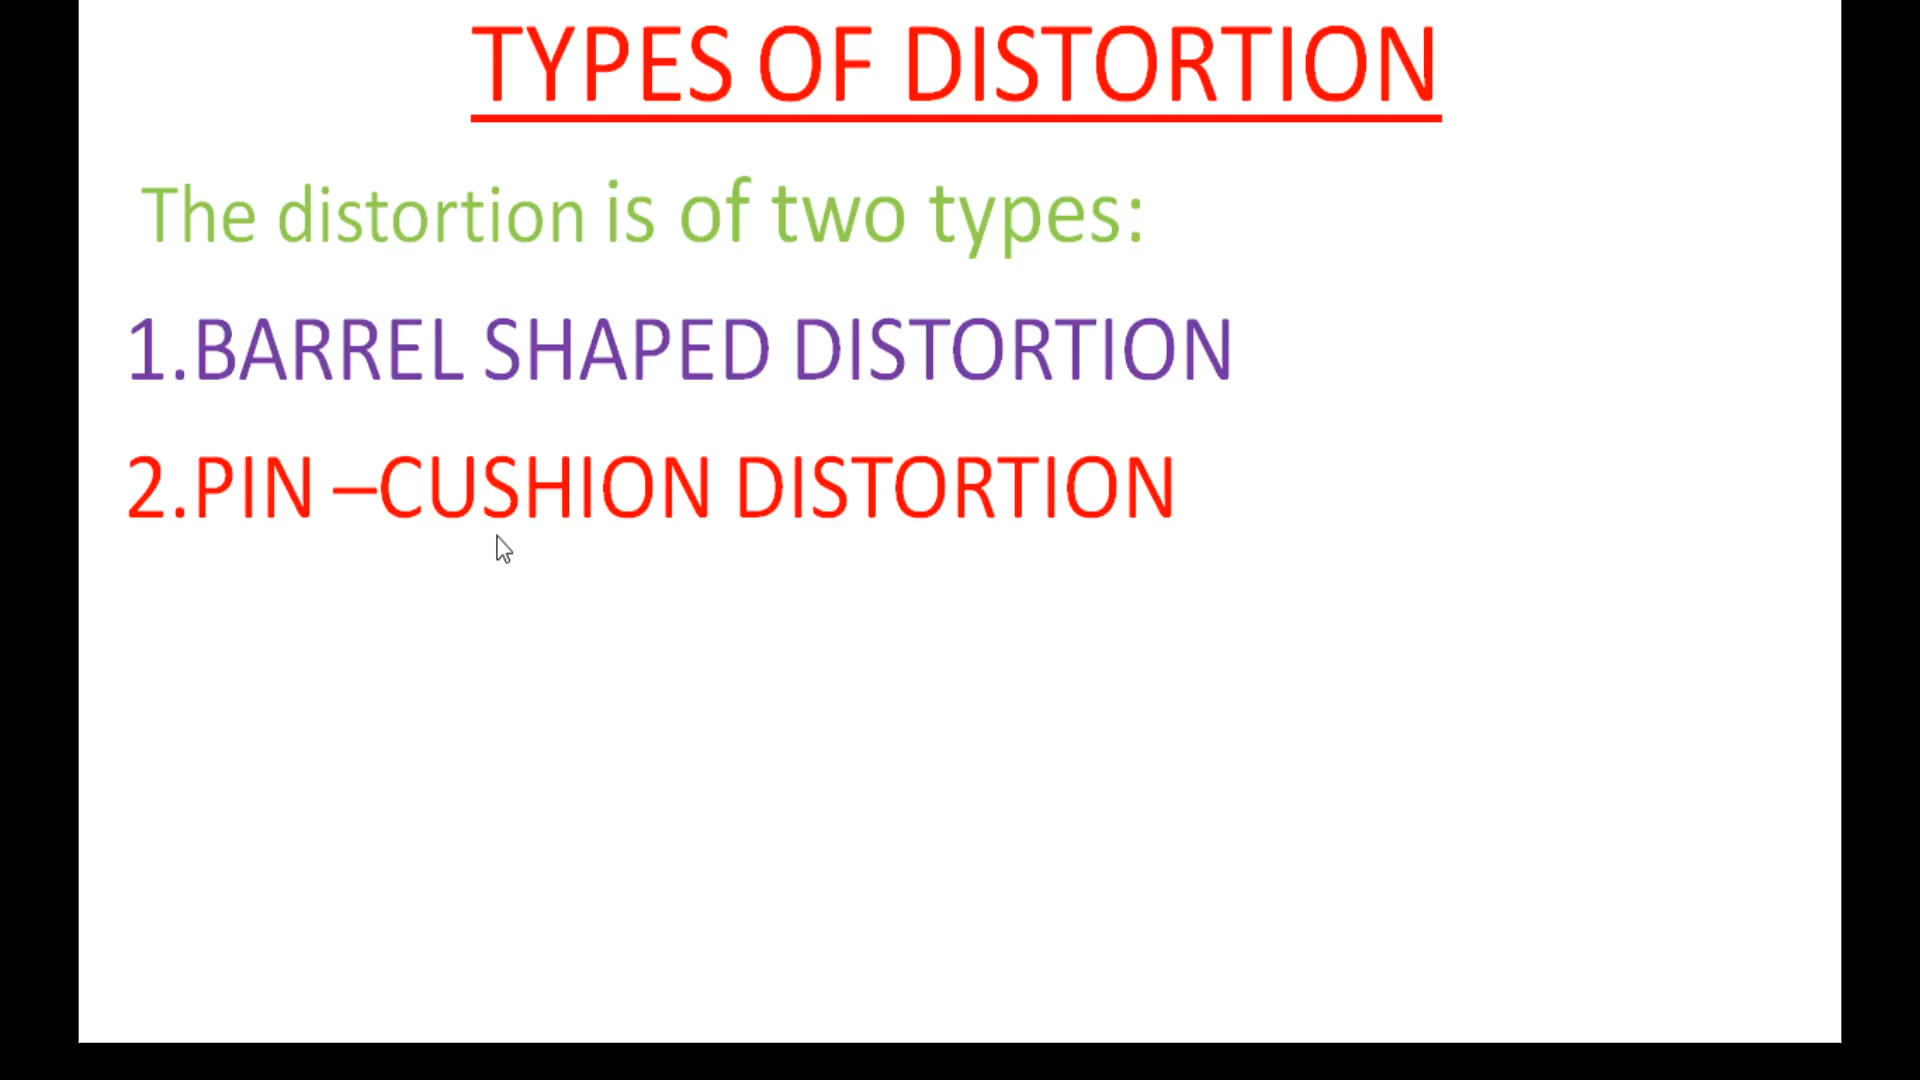 TYPES OF DISTORTION
The distortion is of two types:
1.BARREL SHAPED DISTORTION
2.PIN –CUSHION DISTORTION